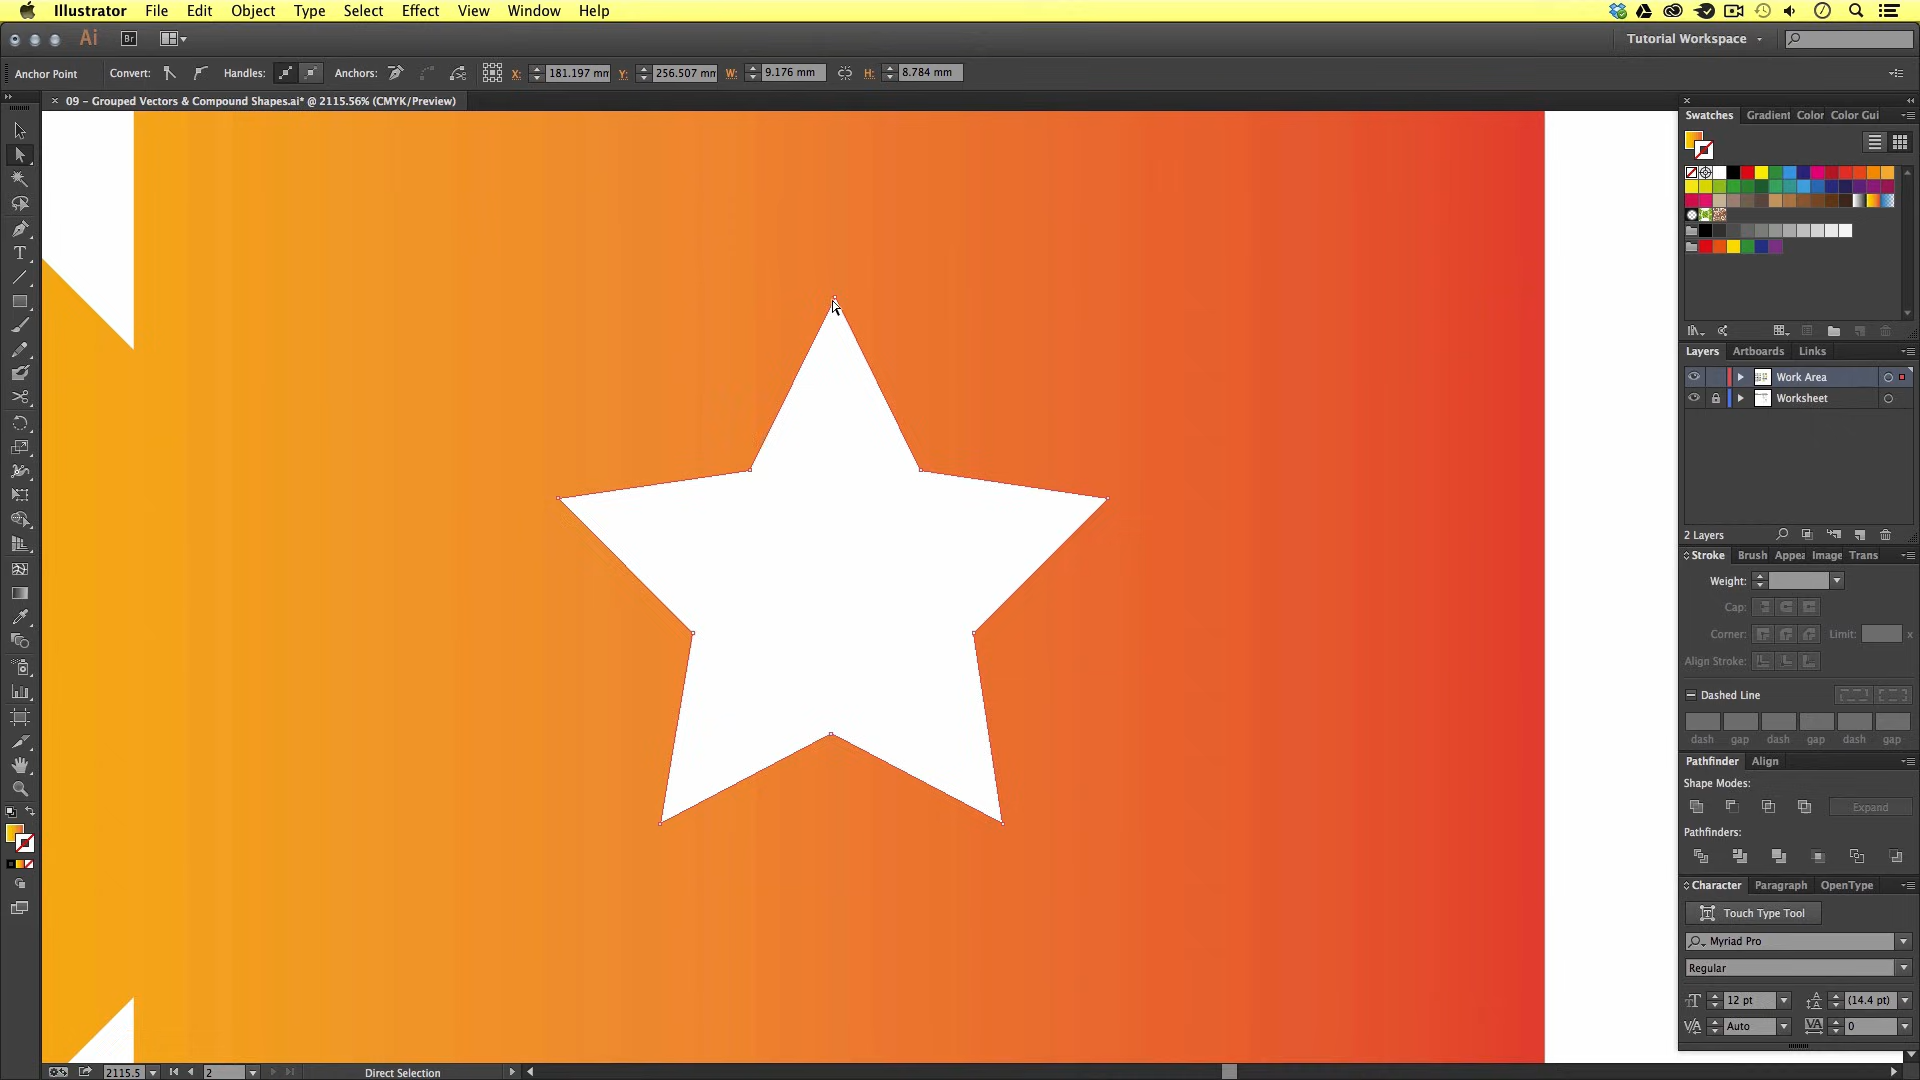 Illustrator File Edit Object Type Select Effect View Window Help
Ai Br Tutorial Workspace
Anchor Point Convert: Handles: Anchors: X: 181.197 mm Y: 256.507 mm W: 9.176 mm H: 8.784 mm
09 - Grouped Vectors & Compound Shapes.ai* @ 2115.56% (CMYK/Preview)
Swatches Gradient Color Color Gui
Layers Artboards Links
Work Area
Worksheet
2 Layers
Stroke Brush Appea Image Trans
Weight:
Cap:
Corner: Limit: x
Align Stroke:
Dashed Line
dash gap dash gap dash gap
Pathfinder Align
Shape Modes:
Expand
Pathfinders:
Character Paragraph OpenType
Touch Type Tool
Myriad Pro
Regular
12 pt (14.4 pt)
Auto 0
2115.5 2 Direct Selection